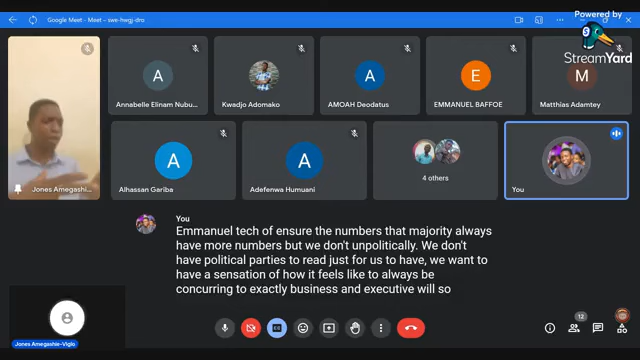 Google Meet - Meet – swe-hwgj-dno
Powered by
StreamYard
A
Annabelle Elinam Nubu...
Kwadjo Adomako
A
AMOAH Deodatus
E
EMMANUEL BAFFOE
M
Matthias Adamtey
Jones Amegashi...
A
Alhassan Gariba
A
Adefenwa Humuani
4 others
You
You
Emmanuel tech of ensure the numbers that majority always
have more numbers but we don't unpolitically. We don't
have political parties to read just for us to have, we want to
have a sensation of how it feels like to always be
concurring to exactly business and executive will so
Jones Amegashie-Viglo
12